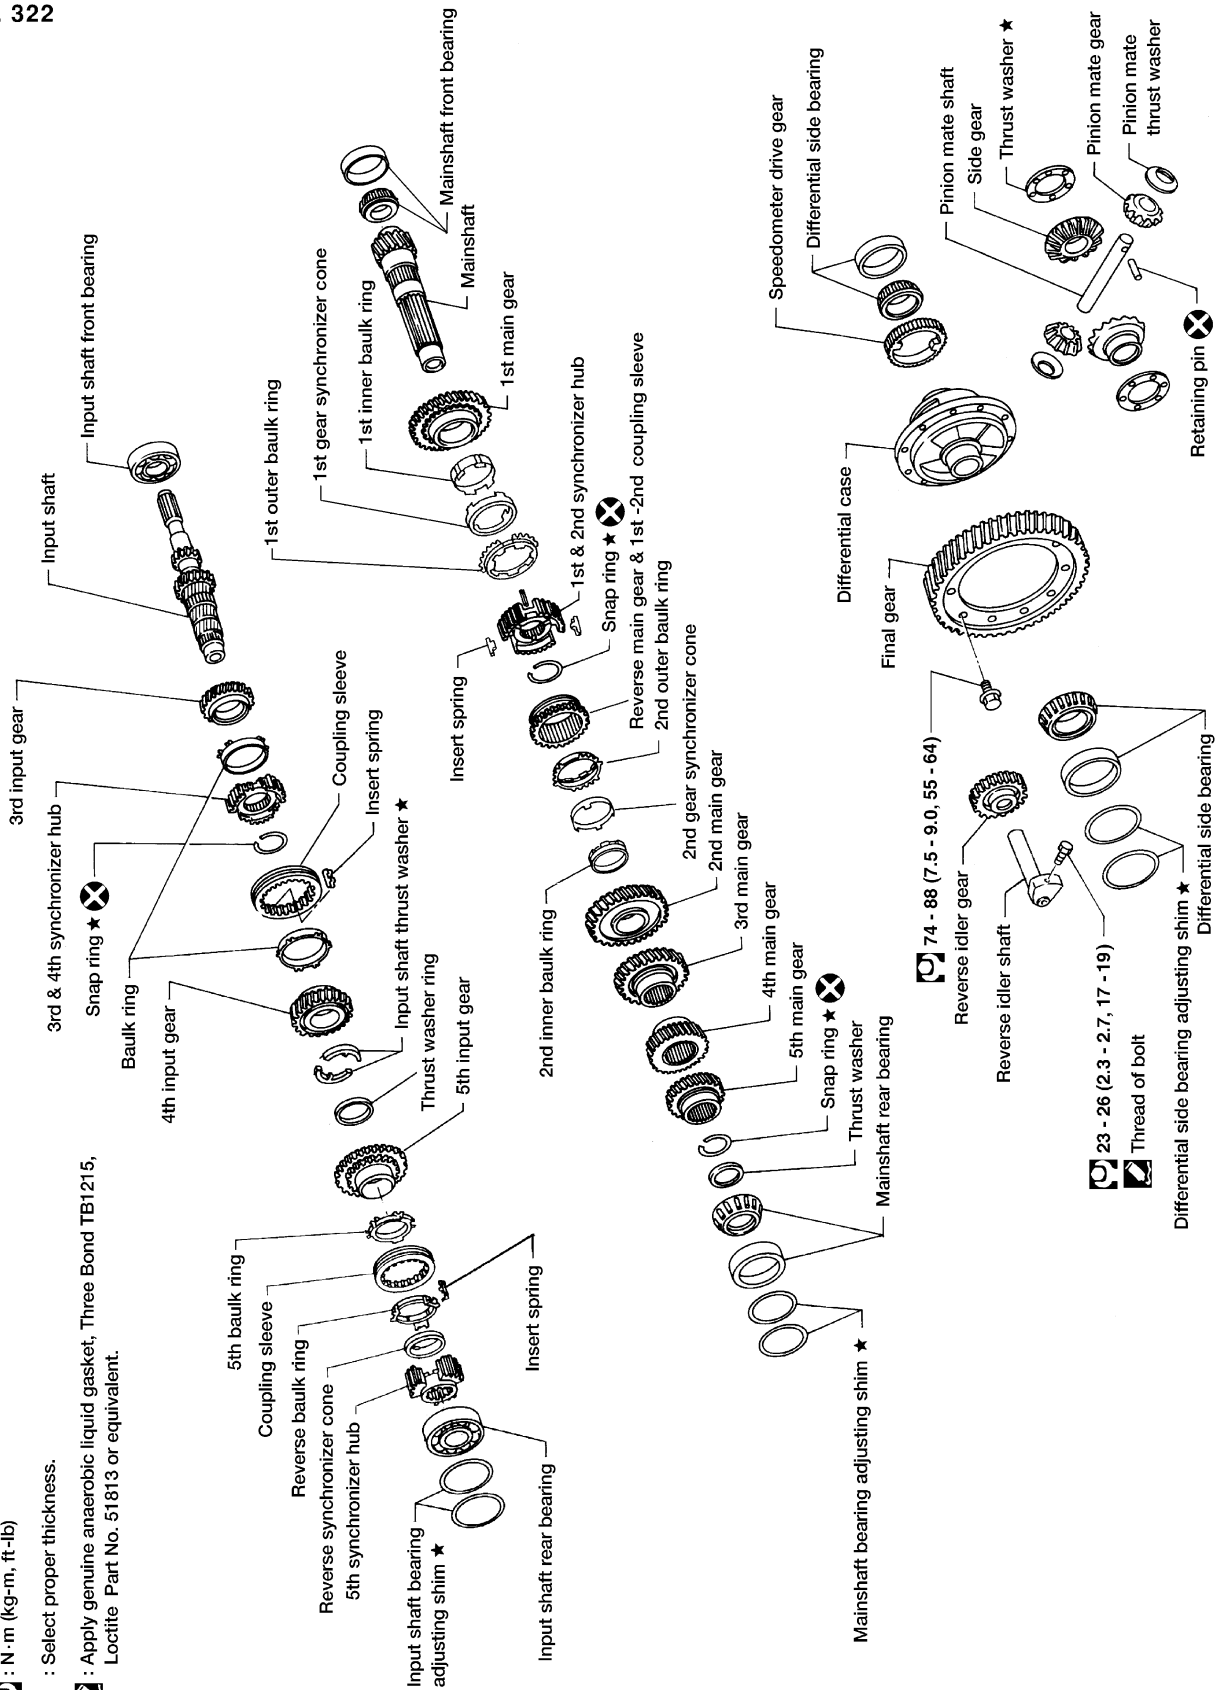 322
: N·m (kg-m, ft-lb)
: Select proper thickness.
: Apply genuine anaerobic liquid gasket, Three Bond TB1215,
Loctite Part No. 51813 or equivalent.
3rd input gear
3rd & 4th synchronizer hub
Snap ring ★
Baulk ring
4th input gear
Input shaft
Input shaft front bearing
Coupling sleeve
Insert spring
Input shaft thrust washer ★
Thrust washer ring
5th input gear
5th baulk ring
Coupling sleeve
Reverse baulk ring
Reverse synchronizer cone
5th synchronizer hub
Input shaft bearing
adjusting shim ★
Input shaft rear bearing
Insert spring
1st outer baulk ring
1st gear synchronizer cone
1st inner baulk ring
Mainshaft front bearing
Mainshaft
1st main gear
1st & 2nd synchronizer hub
Insert spring
Snap ring ★
Reverse main gear & 1st -2nd coupling sleeve
2nd outer baulk ring
2nd gear synchronizer cone
2nd inner baulk ring
2nd main gear
3rd main gear
4th main gear
5th main gear
Snap ring ★
Thrust washer
Mainshaft rear bearing
Mainshaft bearing adjusting shim ★
Speedometer drive gear
Differential side bearing
Pinion mate shaft
Side gear
Thrust washer ★
Pinion mate gear
Pinion mate
thrust washer
Retaining pin
Differential case
Final gear
74 - 88 (7.5 - 9.0, 55 - 64)
Reverse idler gear
Reverse idler shaft
23 - 26 (2.3 - 2.7, 17 - 19)
Thread of bolt
Differential side bearing adjusting shim ★
Differential side bearing